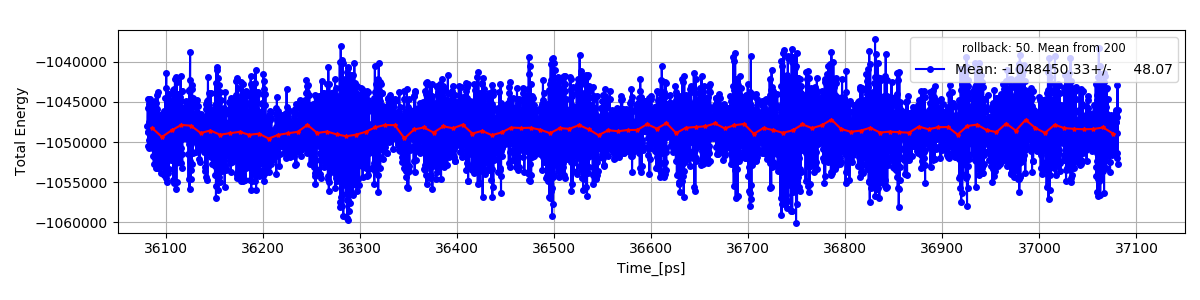 rollback: 50. Mean from 200
Mean: -1048450.33+/-     48.07
Total Energy
−1040000
−1045000
−1050000
−1055000
−1060000
36100 36200 36300 36400 36500 36600 36700 36800 36900 37000 37100
Time_[ps]